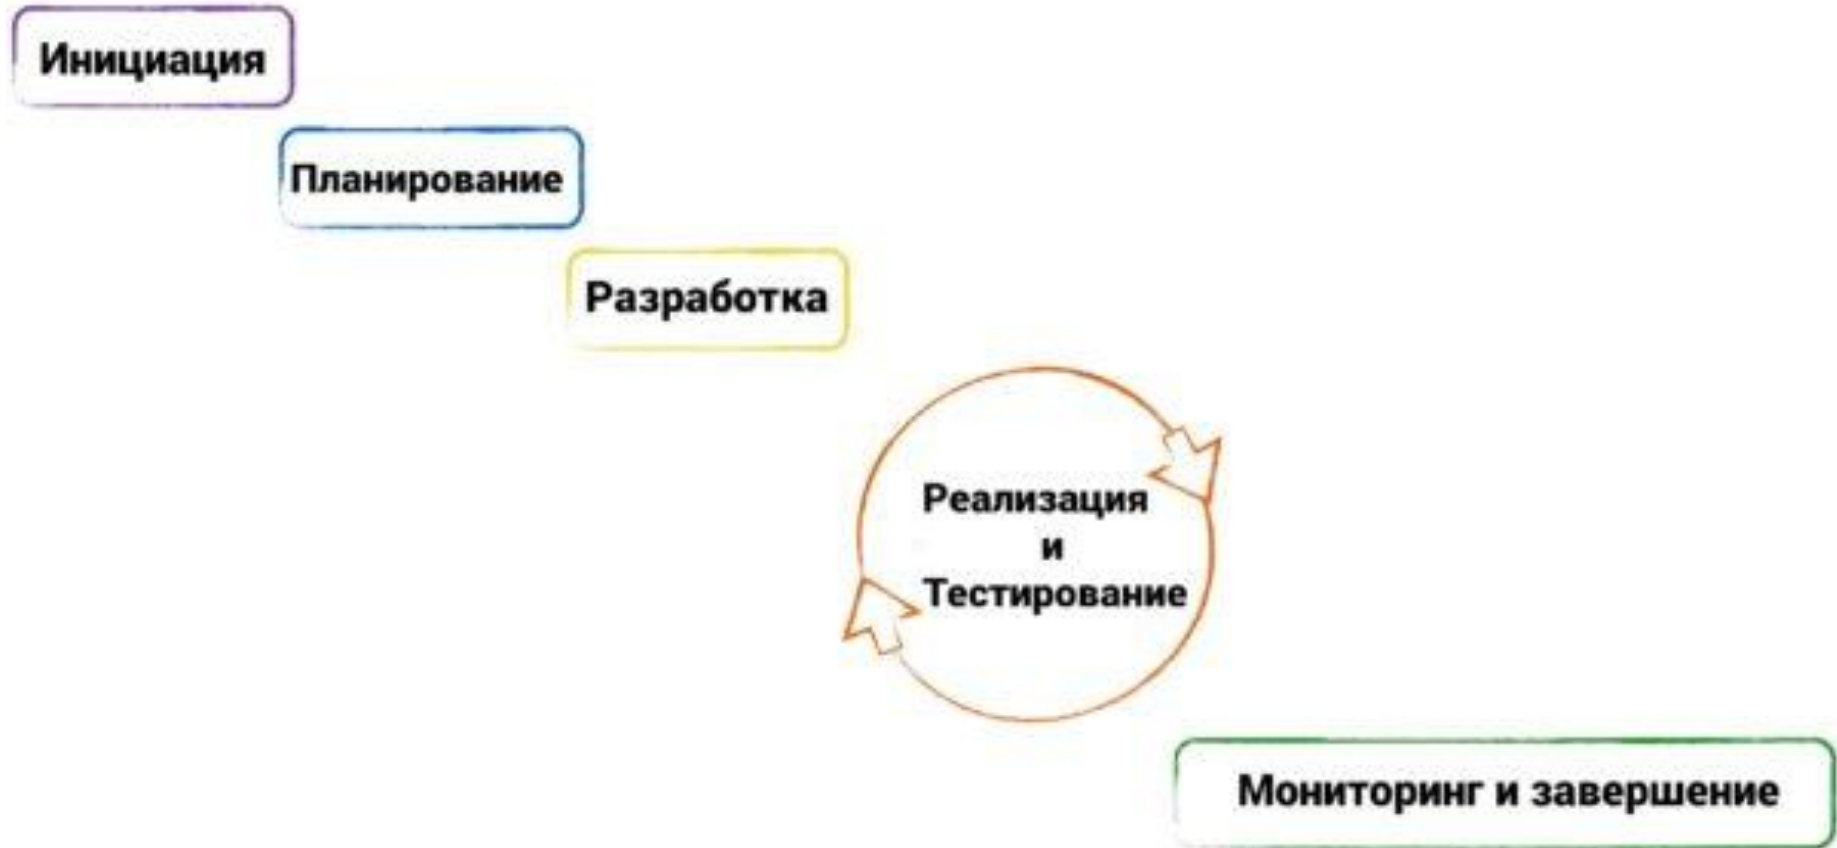 Инициация
Планирование
Разработка
Реализация
и
Тестирование
Мониторинг и завершение